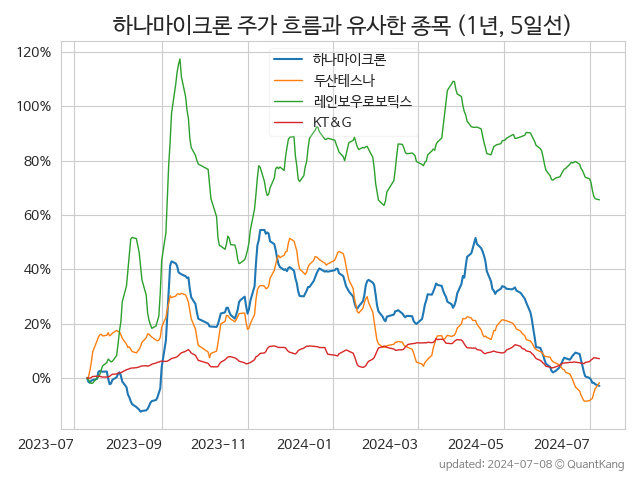 하나마이크론 주가 흐름과 유사한 종목 (1년, 5일선)
하나마이크론
두산테스나
레인보우로보틱스
KT&G
120%
100%
80%
60%
40%
20%
0%
2023-07 2023-09 2023-11 2024-01 2024-03 2024-05 2024-07
updated: 2024-07-08 © QuantKang